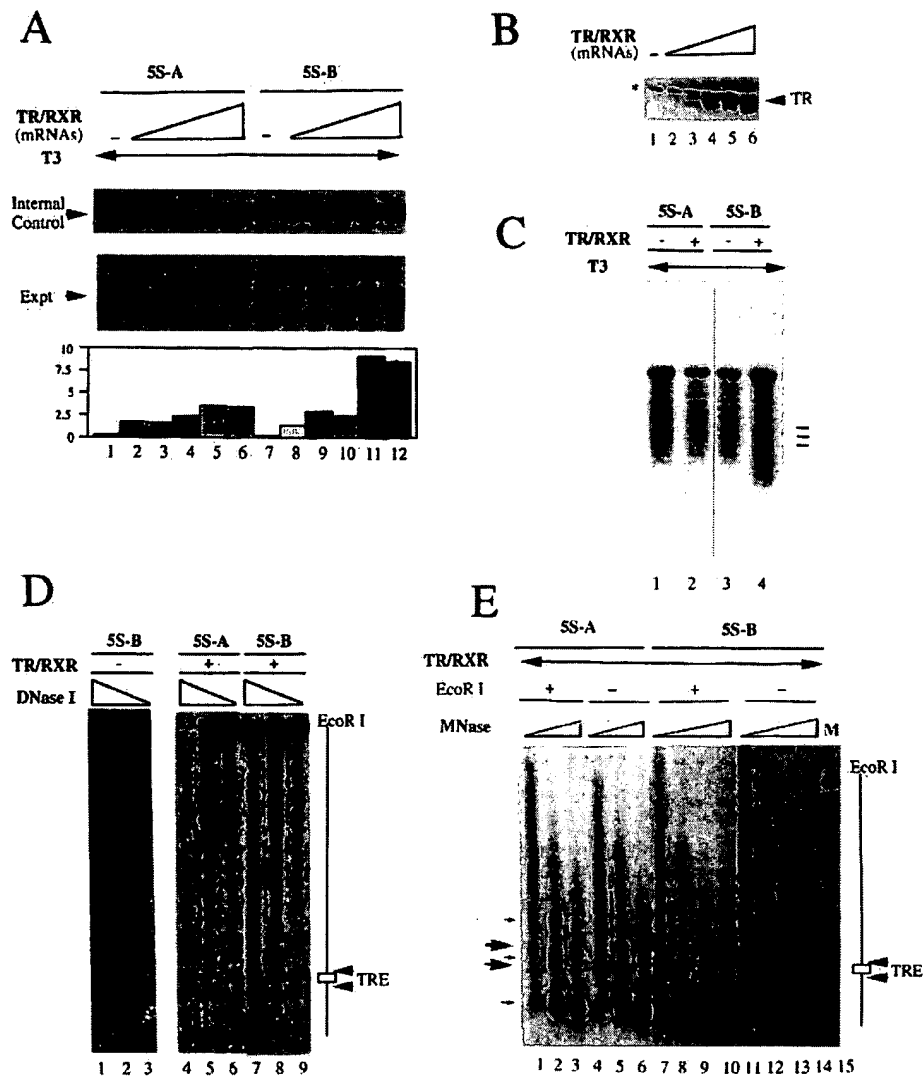 A
5S-A 5S-B
TR/RXR
(mRNAs)
- -
T3
Internal
Control
Expt
10
7.5
5
2.5
0
1 2 3 4 5 6 7 8 9 10 11 12
B
TR/RXR
(mRNAs)
-
*
TR
1 2 3 4 5 6
C
5S-A 5S-B
TR/RXR - + - +
T3
1 2 3 4
D
5S-B 5S-A 5S-B
TR/RXR - + +
DNase I
EcoR I
TRE
1 2 3 4 5 6 7 8 9
E
5S-A 5S-B
TR/RXR
EcoR I + - + -
MNase M
EcoR I
TRE
1 2 3 4 5 6 7 8 9 10 11 12 13 14 15